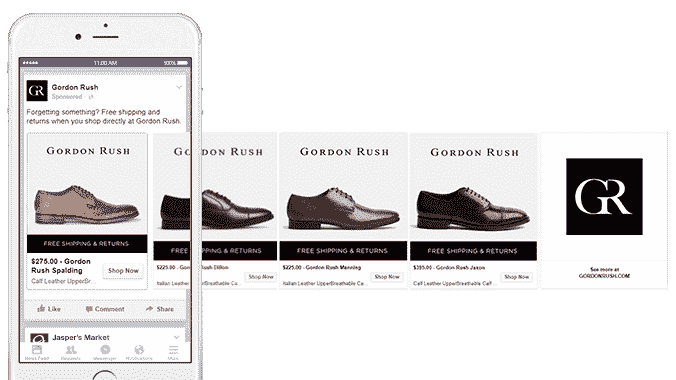 11:00 AM
100%
GR
Gordon Rush
Sponsored
Forgetting something? Free shipping and
returns when you shop directly at Gordon Rush.
GORDON RUSH
FREE SHIPPING & RETURNS
$275.00 - Gordon
Rush Spalding
Shop Now
Calf Leather UpperBr...
GORDON RUSH
FREE SHIPPING & RETURNS
$225.00 - Gordon Rush Dillon
Shop Now
Italian Leather UpperBreathable Ca...
GORDON RUSH
FREE SHIPPING & RETURNS
$225.00 - Gordon Rush Manning
Shop Now
Italian Leather UpperBreathable Co...
GORDON RUSH
FREE SHIPPING & RETURNS
Gordon Rush Jaxon
Shop Now
Calf Leather UpperBreathable Calf ...
GR
See more at
GORDONRUSH.COM
Like
Comment
Share
Jasper's Market
News Feed
Requests
Messenger
Notifications
More